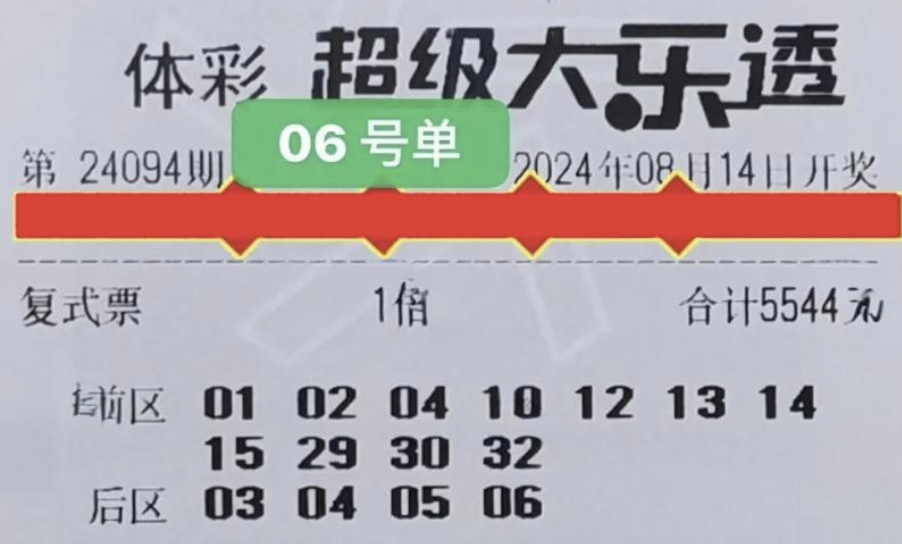 体彩 超级大乐透
06 号单
第 24094期 2024年08月14日开奖
复式票 1倍 合计5544元
前区 01 02 04 10 12 13 14
15 29 30 32
后区 03 04 05 06